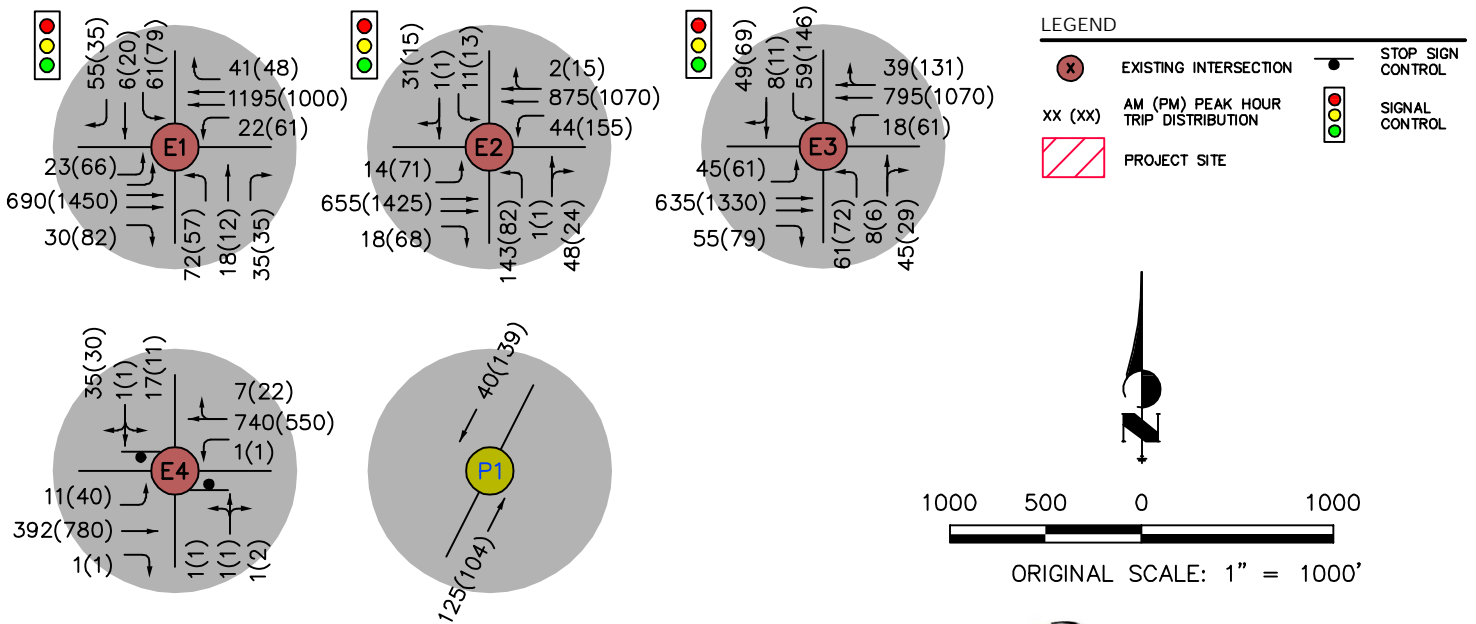 55(35)
6(20)
61(79)
41(48)
1195(1000)
22(61)
E1
23(66)
690(1450)
30(82)
72(57)
18(12)
35(35)
31(15)
1(1)
11(13)
2(15)
875(1070)
44(155)
E2
14(71)
655(1425)
18(68)
143(82)
1(1)
48(24)
49(69)
8(11)
59(146)
39(131)
795(1070)
18(61)
E3
45(61)
635(1330)
55(79)
61(72)
8(6)
45(29)
LEGEND
X
EXISTING INTERSECTION
STOP SIGN
CONTROL
XX (XX)
AM (PM) PEAK HOUR
TRIP DISTRIBUTION
SIGNAL
CONTROL
PROJECT SITE
35(30)
1(1)
17(11)
7(22)
740(550)
1(1)
E4
11(40)
392(780)
1(1)
1(1)
1(1)
1(2)
40(139)
P1
125(104)
N
1000 500 0 1000
ORIGINAL SCALE: 1" = 1000'